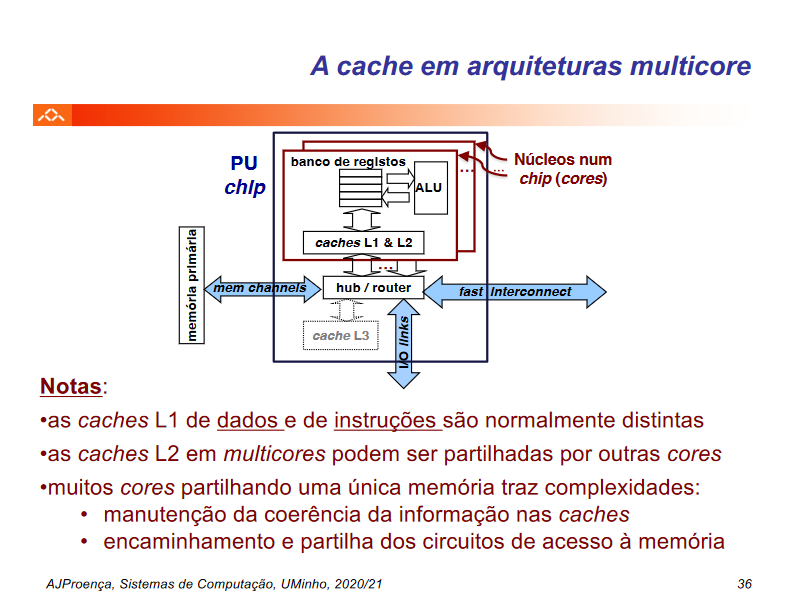 A cache em arquiteturas multicore
PU
chIp
banco de registos
ALU
...
...
Núcleos num
chip (cores)
caches L1 & L2
...
memória primária
mem channels
hub / router
fast Interconnect
cache L3
I/O links
Notas:
•as caches L1 de dados e de instruções são normalmente distintas
•as caches L2 em multicores podem ser partilhadas por outras cores
•muitos cores partilhando uma única memória traz complexidades:
• manutenção da coerência da informação nas caches
• encaminhamento e partilha dos circuitos de acesso à memória
AJProença, Sistemas de Computação, UMinho, 2020/21
36